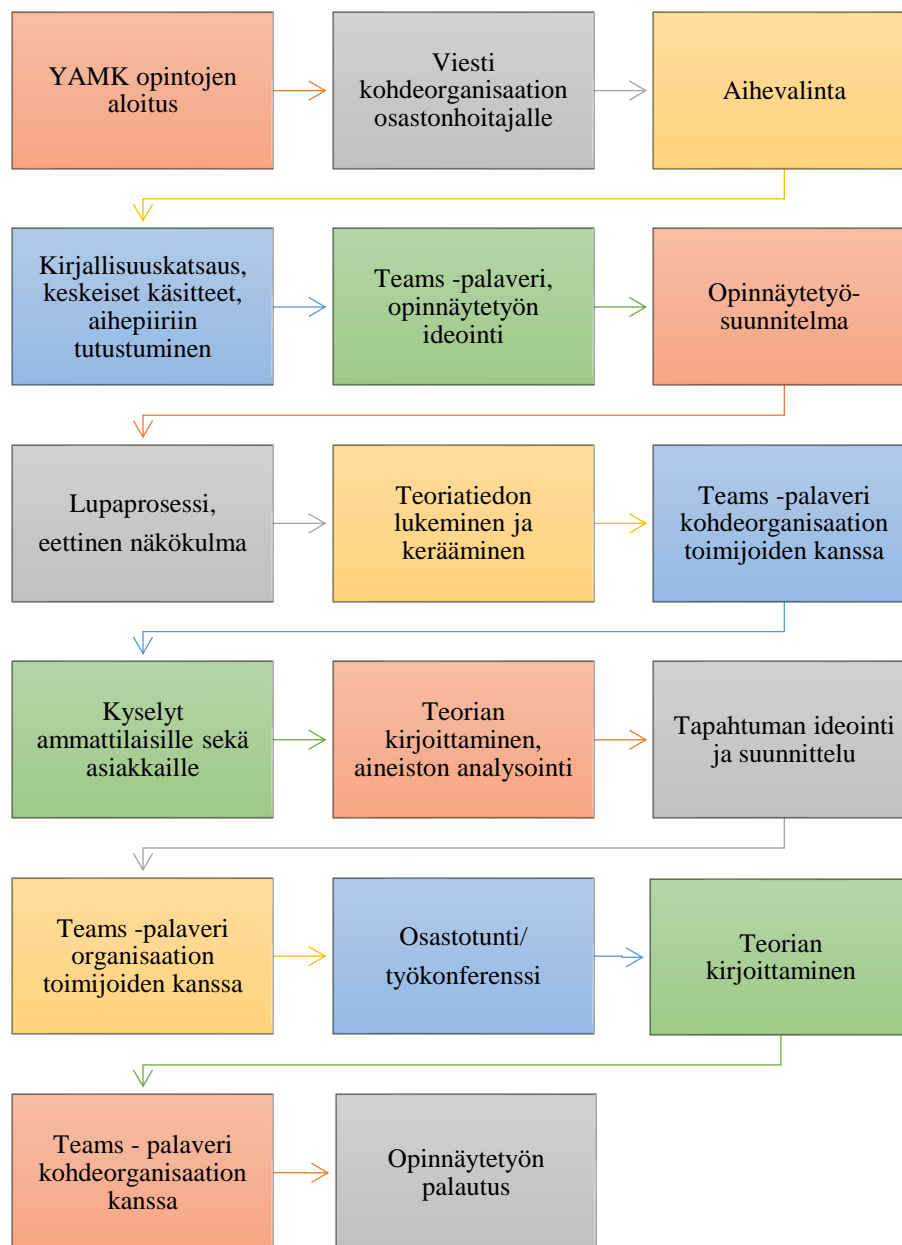 YAMK opintojen
aloitus
Viesti
kohdeorganisaation
osastonhoitajalle
Aihevalinta
Kirjallisuuskatsaus,
keskeiset käsitteet,
aihepiiriin
tutustuminen
Teams -palaveri,
opinnäytetyön
ideointi
Opinnäytetyö-
suunnitelma
Lupaprosessi,
eettinen näkökulma
Teoriatiedon
lukeminen ja
kerääminen
Teams -palaveri
kohdeorganisaation
toimijoiden kanssa
Kyselyt
ammattilaisille sekä
asiakkaille
Teorian
kirjoittaminen,
aineiston analysointi
Tapahtuman ideointi
ja suunnittelu
Teams -palaveri
organisaation
toimijoiden kanssa
Osastotunti/
työkonferenssi
Teorian
kirjoittaminen
Teams - palaveri
kohdeorganisaation
kanssa
Opinnäytetyön
palautus